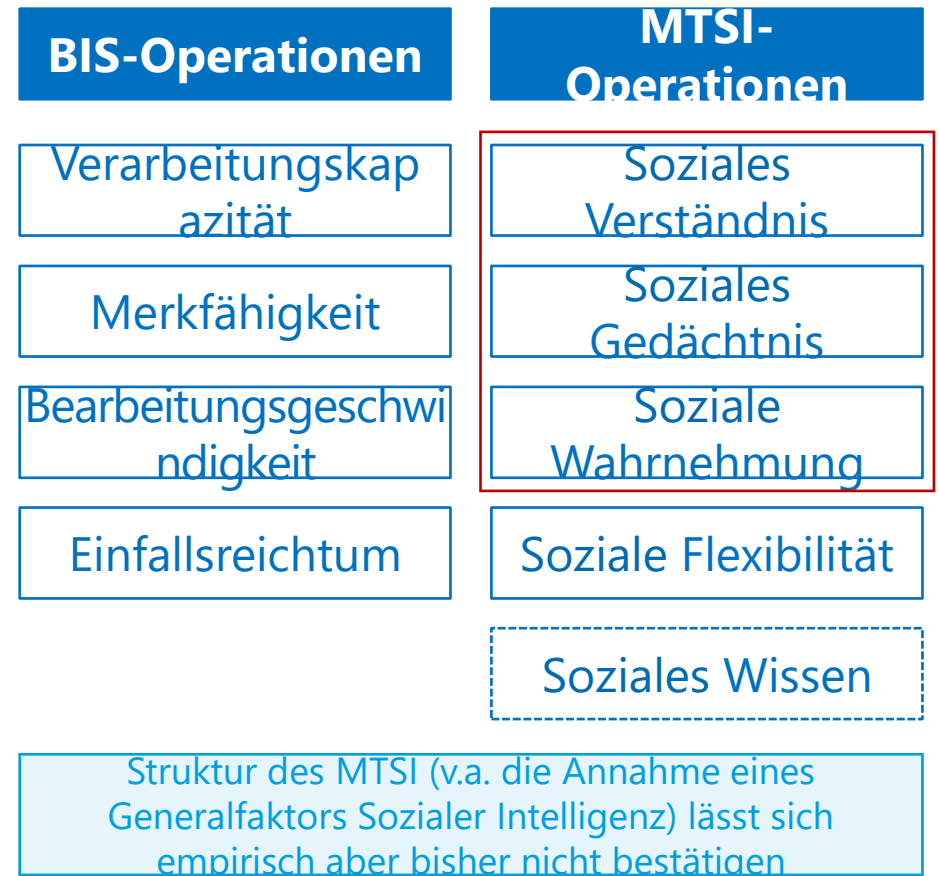 BIS-Operationen
MTSI-
Operationen
Verarbeitungskap
azität
Soziales
Verständnis
Merkfähigkeit
Soziales
Gedächtnis
Bearbeitungsgeschwi
ndigkeit
Soziale
Wahrnehmung
Einfallsreichtum
Soziale Flexibilität
Soziales Wissen
Struktur des MTSI (v.a. die Annahme eines
Generalfaktors Sozialer Intelligenz) lässt sich
empirisch aber bisher nicht bestätigen